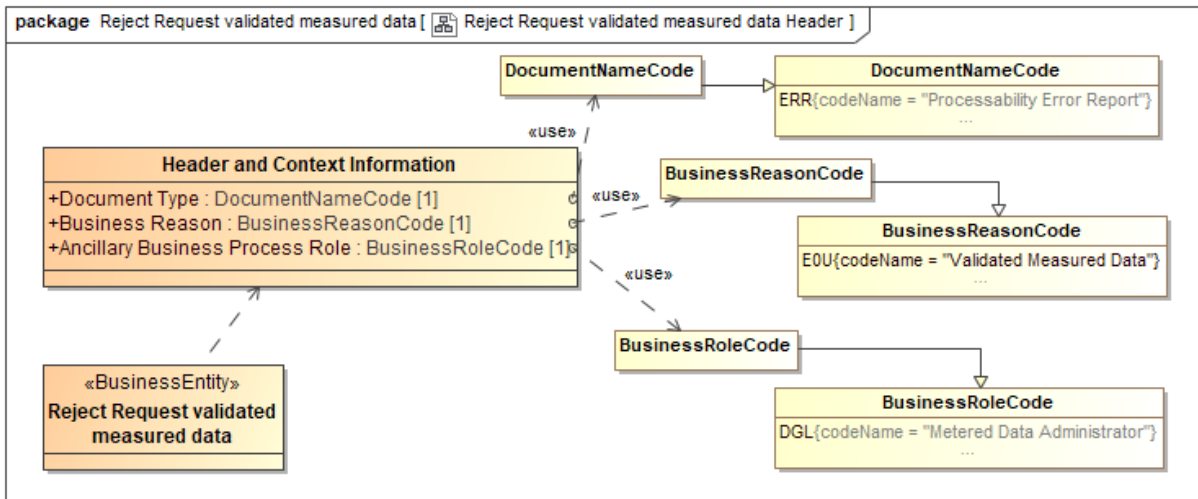 package Reject Request validated measured data [ Reject Request validated measured data Header ]
DocumentNameCode
DocumentNameCode
ERR{codeName = "Processability Error Report"}
...
«use»
Header and Context Information
+Document Type : DocumentNameCode [1]
+Business Reason : BusinessReasonCode [1]
+Ancillary Business Process Role : BusinessRoleCode [1]
«use»
BusinessReasonCode
BusinessReasonCode
E0U{codeName = "Validated Measured Data"}
...
«use»
BusinessRoleCode
BusinessRoleCode
DGL{codeName = "Metered Data Administrator"}
...
«BusinessEntity»
Reject Request validated
measured data